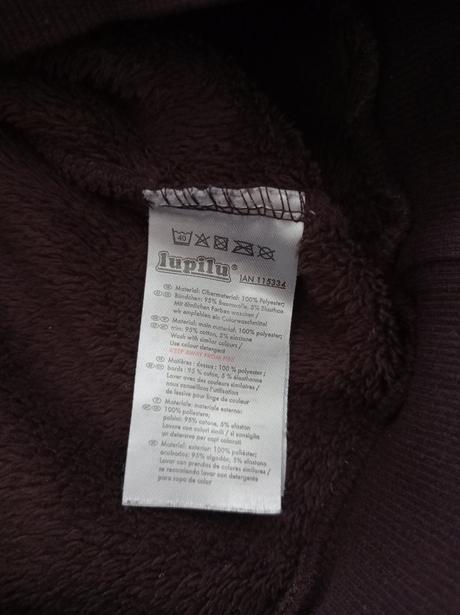 40
lupilu®
IAN 115334
Material: Obermaterial: 100% Polyester;
Bündchen: 95% Baumwolle, 5% Elasthan
Mit ähnlichen Farben waschen /
wir empfehlen ein Colorwaschmittel
Material: main material: 100% polyester;
trim: 95% cotton, 5% elastane
Wash with similar colours /
Use colour detergent
KEEP AWAY FROM FIRE
Matières: dessus: 100% polyester;
bords: 95 % coton, 5 % élasthanne
Laver avec des couleurs similaires /
nous conseillons l'utilisation
de lessive pour linge de couleur
Materiale: materiale esterno:
100% poliestere;
polsini: 95% cotone, 5% elastan
Lavare con colori simili / si consiglia
un detersivo per capi colorati
Material: exterior: 100% poliéster;
acabados: 95% algodón, 5% elastano
Lavar con prendas de colores similares /
se recomienda lavar con detergente
para ropa de color